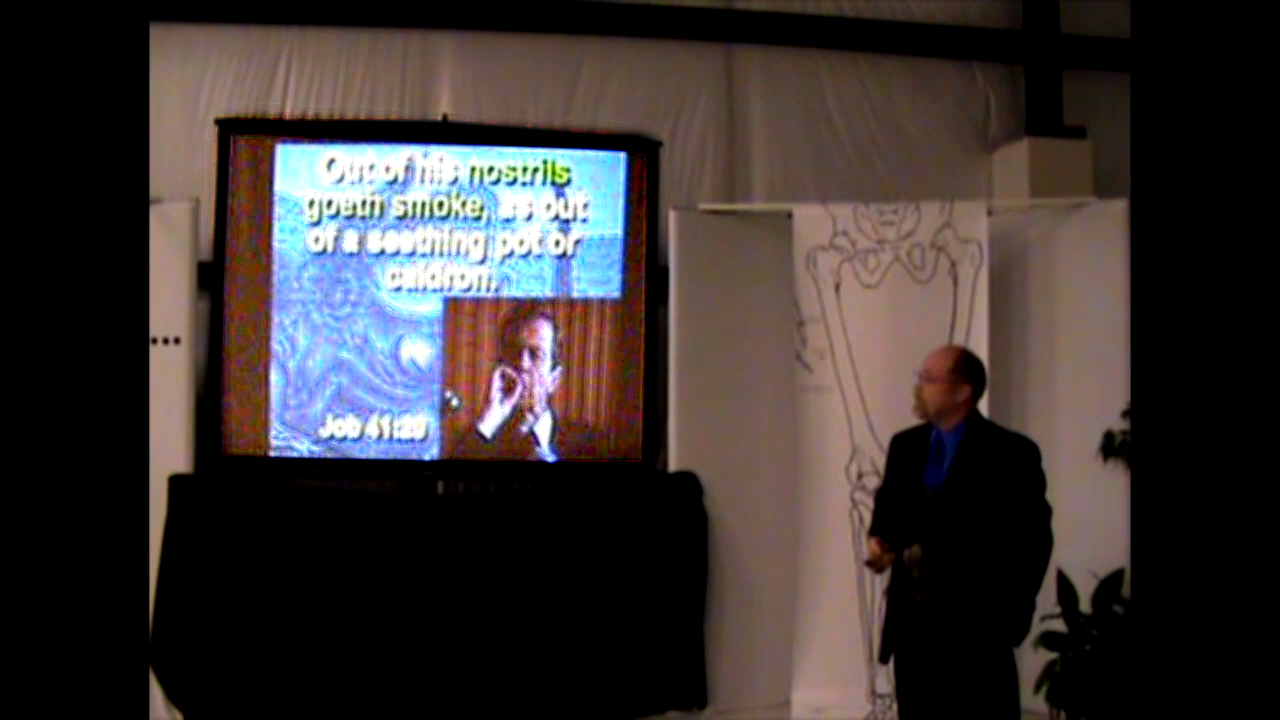 Out of his nostrils
goeth smoke, as out
of a seething pot or
caldron.
Job 41:20